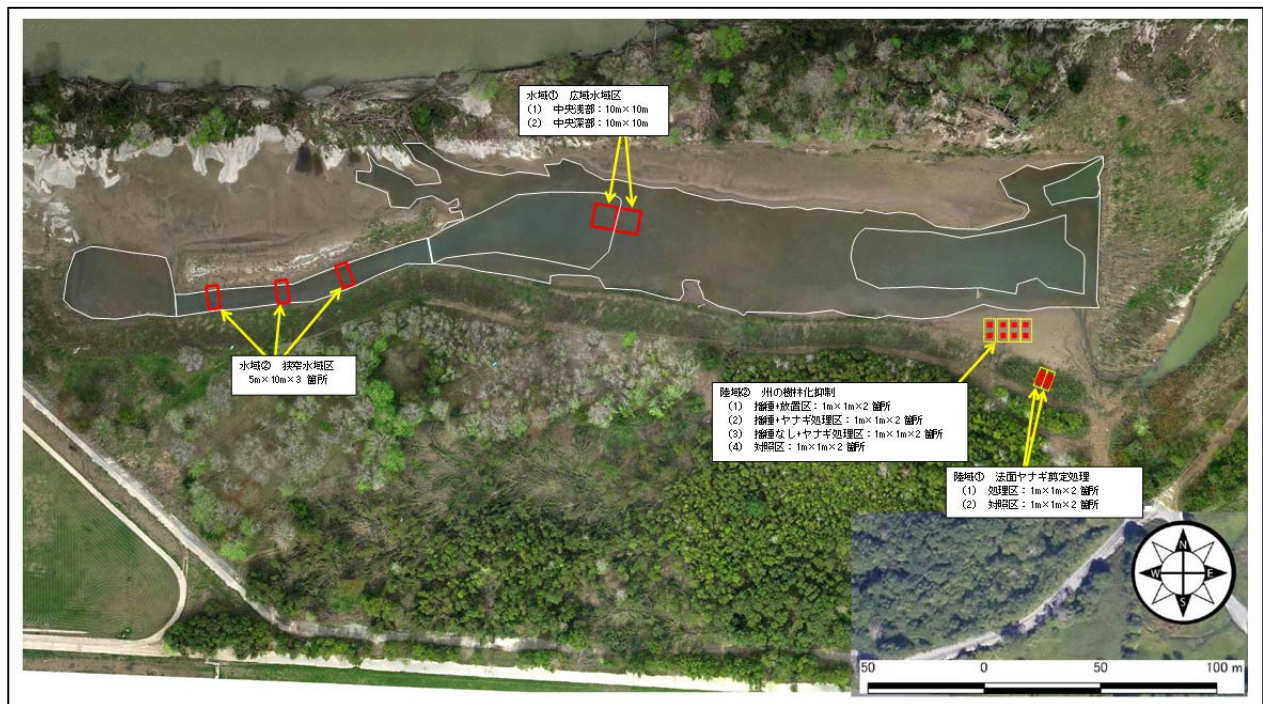 水域① 広域水域区
(1) 中央浅部：10m×10m
(2) 中央深部：10m×10m
水域② 狭窄水域区
5m×10m×3 箇所
陸域② 州の樹林化抑制
(1) 播種+放置区：1m×1m×2 箇所
(2) 播種+ヤナギ処理区：1m×1m×2 箇所
(3) 播種なし+ヤナギ処理区：1m×1m×2 箇所
(4) 対照区：1m×1m×2 箇所
陸域① 法面ヤナギ剪定処理
(1) 処理区：1m×1m×2 箇所
(2) 対照区：1m×1m×2 箇所
N
W E
S
50 0 50 100 m